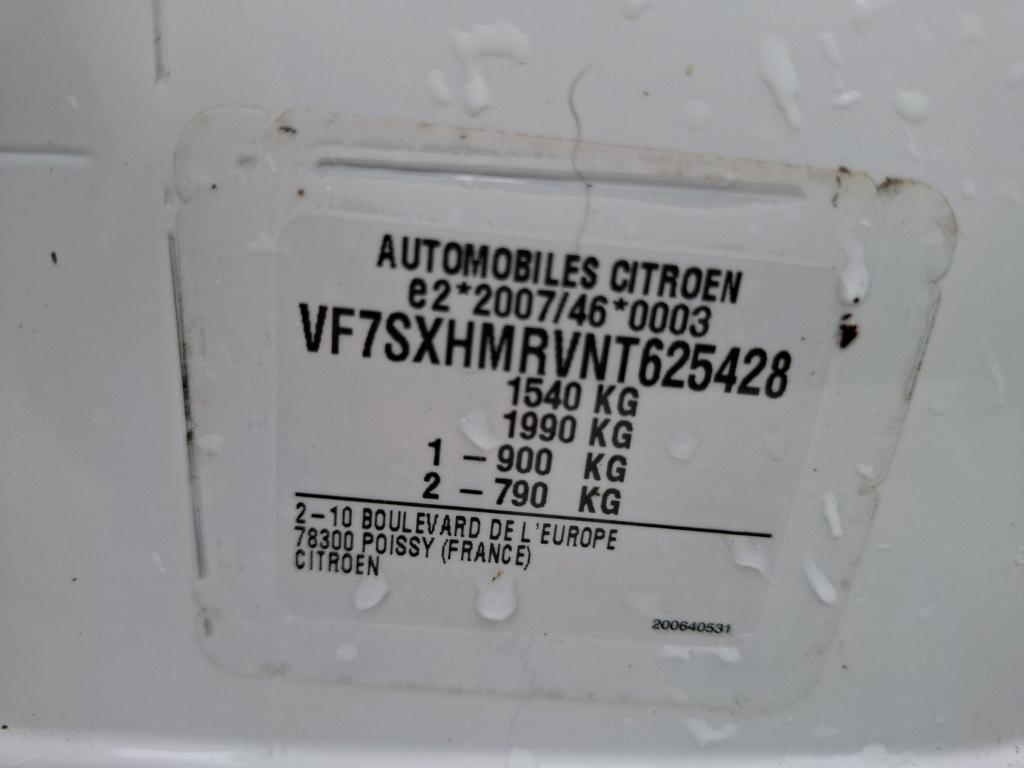 AUTOMOBILES CITROEN
e2*2007/46*0003
VF7SXHMRVNT625428
1540 KG
1990 KG
1 - 900 KG
2 - 790 KG
2-10 BOULEVARD DE L'EUROPE
78300 POISSY (FRANCE)
CITROEN
200640531